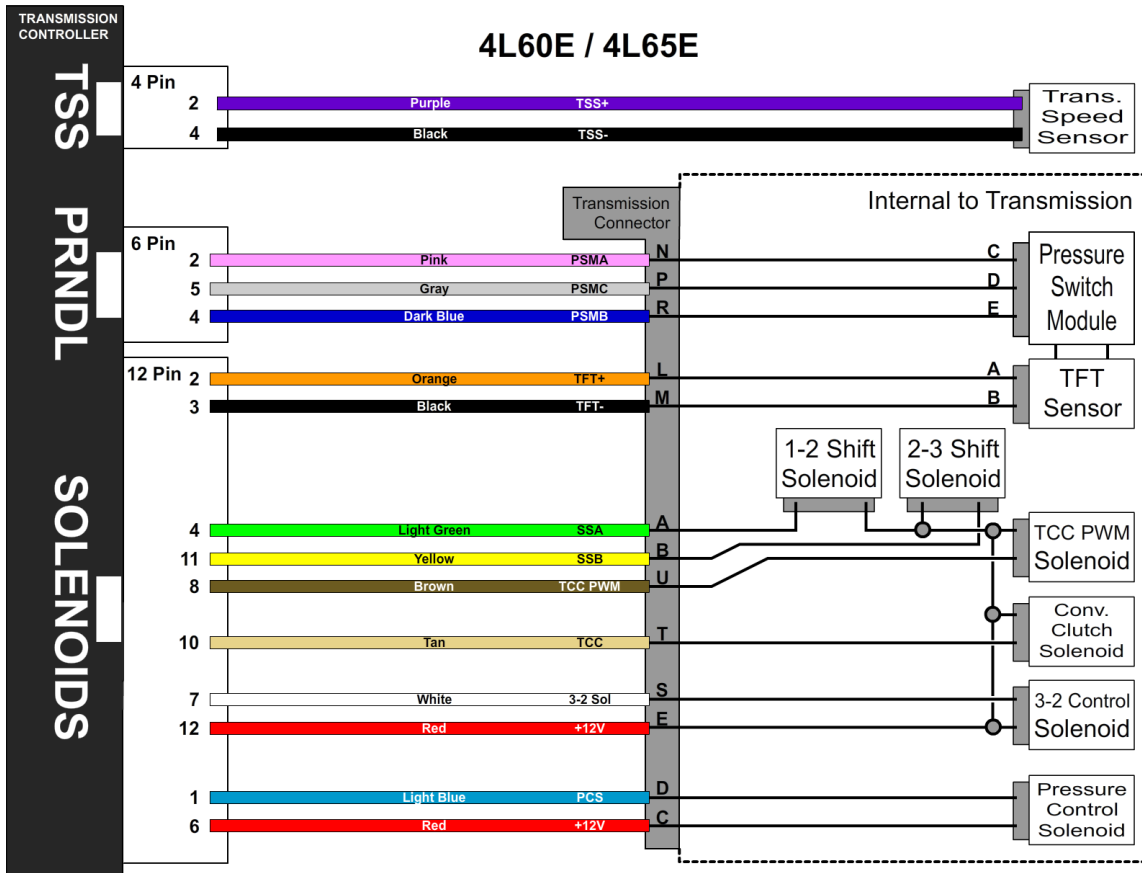 TRANSMISSION
CONTROLLER
4L60E / 4L65E
TSS
4 Pin
2 Purple TSS+
4 Black TSS-
Trans.
Speed
Sensor
Internal to Transmission
Transmission
Connector
PRNDL
6 Pin
2 Pink PSMA N C
5 Gray PSMC P D
4 Dark Blue PSMB R E
Pressure
Switch
Module
12 Pin
2 Orange TFT+ L A
3 Black TFT- M B
TFT
Sensor
1-2 Shift
Solenoid
2-3 Shift
Solenoid
SOLENOIDS
4 Light Green SSA A
11 Yellow SSB B
8 Brown TCC PWM U
TCC PWM
Solenoid
10 Tan TCC T
Conv.
Clutch
Solenoid
7 White 3-2 Sol S
12 Red +12V E
3-2 Control
Solenoid
1 Light Blue PCS D
6 Red +12V C
Pressure
Control
Solenoid